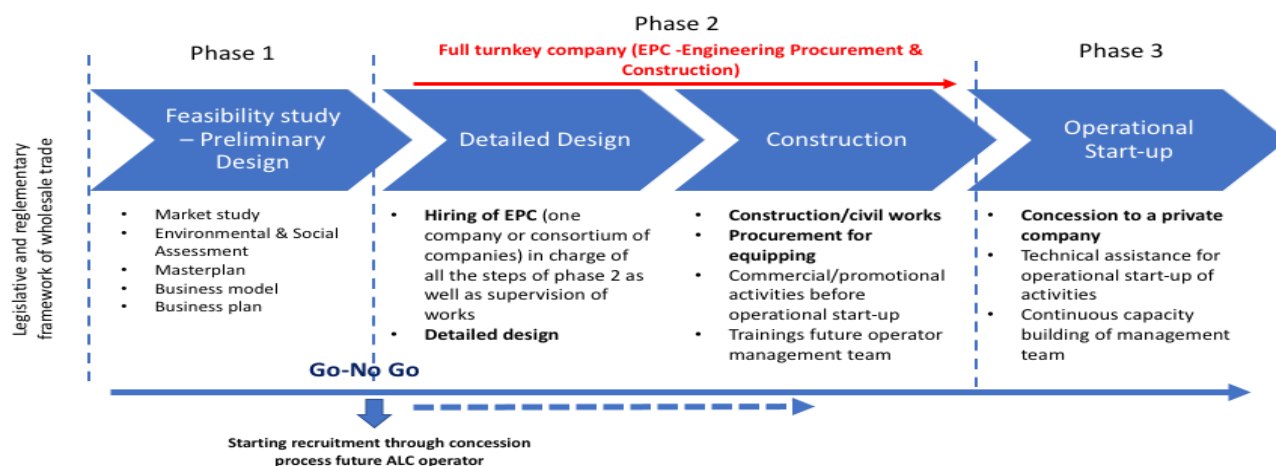 Phase 2
Phase 1
Full turnkey company (EPC -Engineering Procurement &
Construction)
Phase 3
Legislative and reglementary
framework of wholesale trade
Feasibility study
– Preliminary
Design
Detailed Design
Construction
Operational
Start-up
• Market study
• Environmental & Social
Assessment
• Masterplan
• Business model
• Business plan
• Hiring of EPC (one
company or consortium of
companies) in charge of
all the steps of phase 2 as
well as supervision of
works
• Detailed design
• Construction/civil works
• Procurement for
equipping
• Commercial/promotional
activities before
operational start-up
• Trainings future operator
management team
• Concession to a private
company
• Technical assistance for
operational start-up of
activities
• Continuous capacity
building of management
team
Go-No Go
Starting recruitment through concession
process future ALC operator